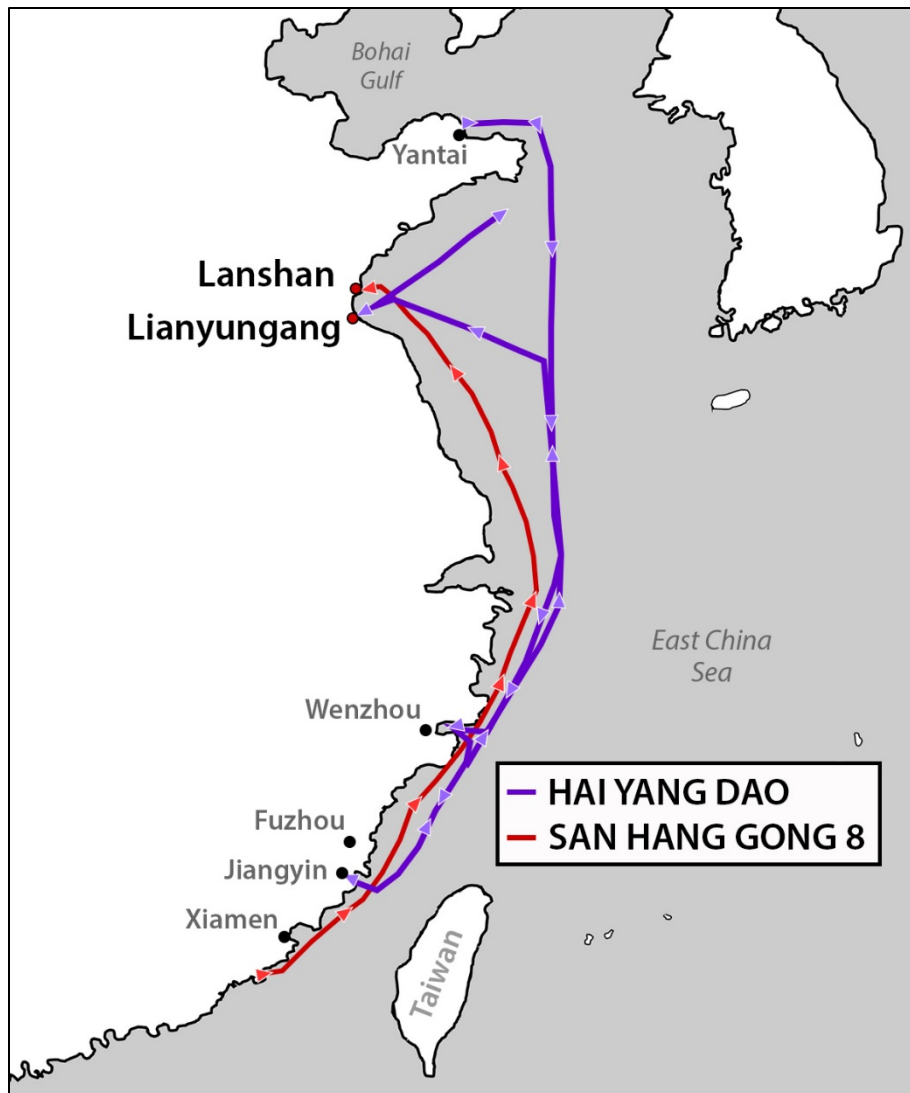 Bohai
Gulf
Yantai
Lanshan
Lianyungang
East China
Sea
Wenzhou
HAI YANG DAO
SAN HANG GONG 8
Fuzhou
Jiangyin
Xiamen
Taiwan